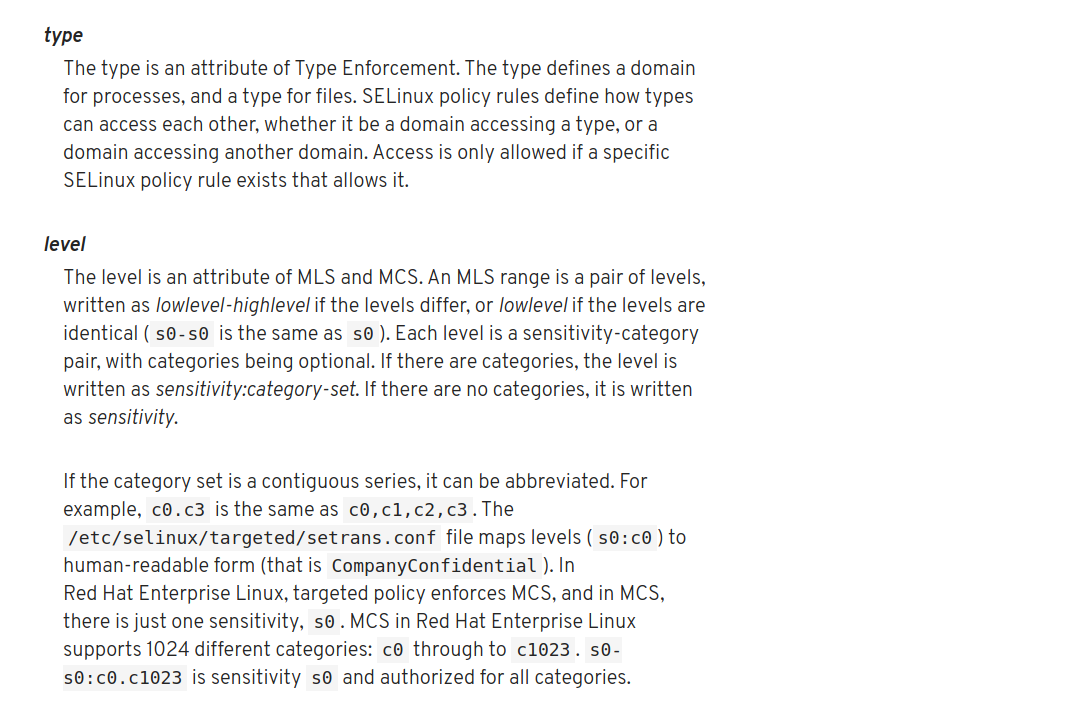 type
The type is an attribute of Type Enforcement. The type defines a domain
for processes, and a type for files. SELinux policy rules define how types
can access each other, whether it be a domain accessing a type, or a
domain accessing another domain. Access is only allowed if a specific
SELinux policy rule exists that allows it.
level
The level is an attribute of MLS and MCS. An MLS range is a pair of levels,
written as lowlevel-highlevel if the levels differ, or lowlevel if the levels are
identical ( s0-s0 is the same as s0 ). Each level is a sensitivity-category
pair, with categories being optional. If there are categories, the level is
written as sensitivity:category-set. If there are no categories, it is written
as sensitivity.
If the category set is a contiguous series, it can be abbreviated. For
example, c0.c3 is the same as c0,c1,c2,c3 . The
/etc/selinux/targeted/setrans.conf file maps levels ( s0:c0 ) to
human-readable form (that is CompanyConfidential ). In
Red Hat Enterprise Linux, targeted policy enforces MCS, and in MCS,
there is just one sensitivity, s0 . MCS in Red Hat Enterprise Linux
supports 1024 different categories: c0 through to c1023 . s0-
s0:c0.c1023 is sensitivity s0 and authorized for all categories.